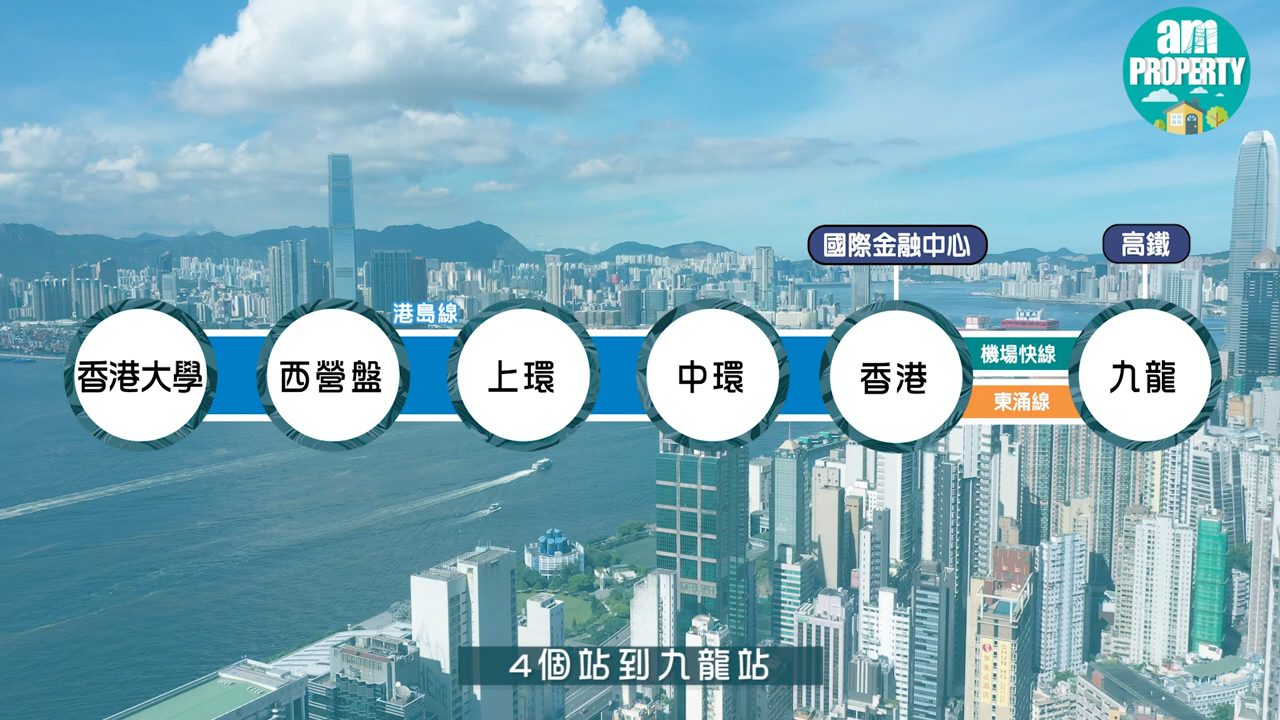 am
PROPERTY
國際金融中心
高鐵
港島線
香港大學
西營盤
上環
中環
香港
機場快線
東涌線
九龍
4個站到九龍站